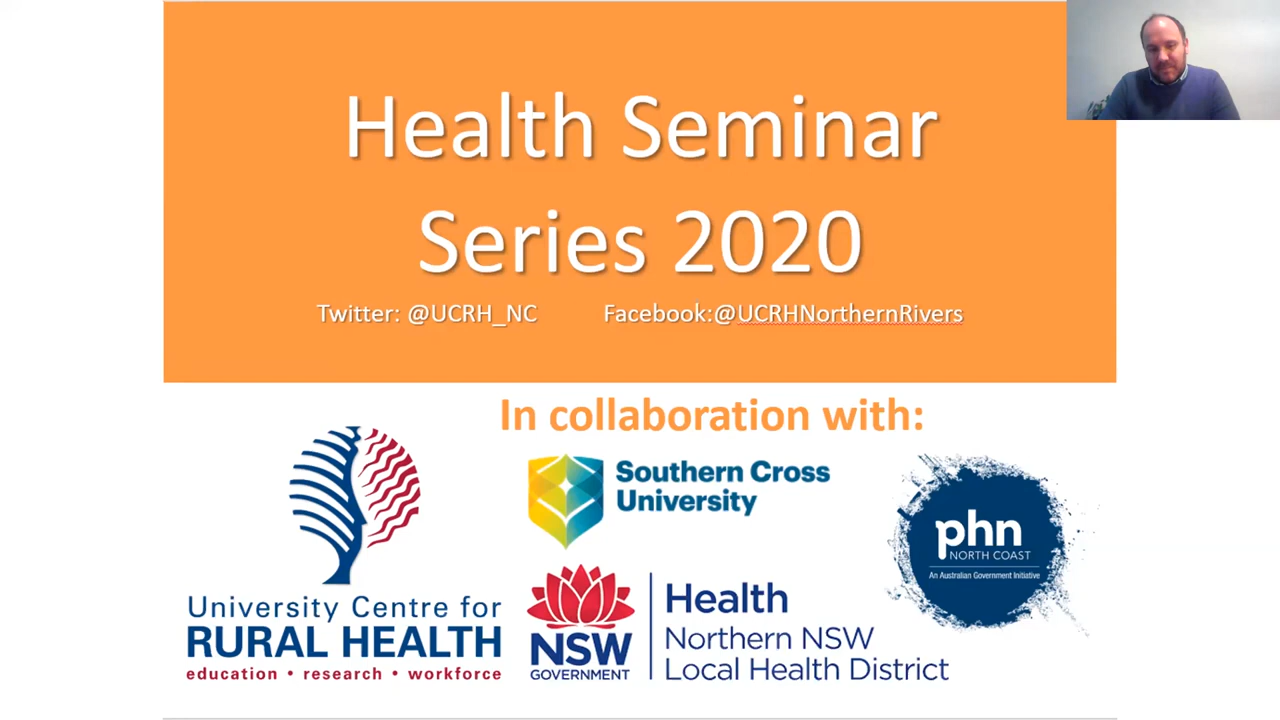 Health Seminar
Series 2020
Twitter: @UCRH_NC Facebook:@UCRHNorthernRivers
In collaboration with:
University Centre for
RURAL HEALTH
education • research • workforce
Southern Cross
University
NSW
GOVERNMENT
Health
Northern NSW
Local Health District
phn
NORTH COAST
An Australian Government Initiative